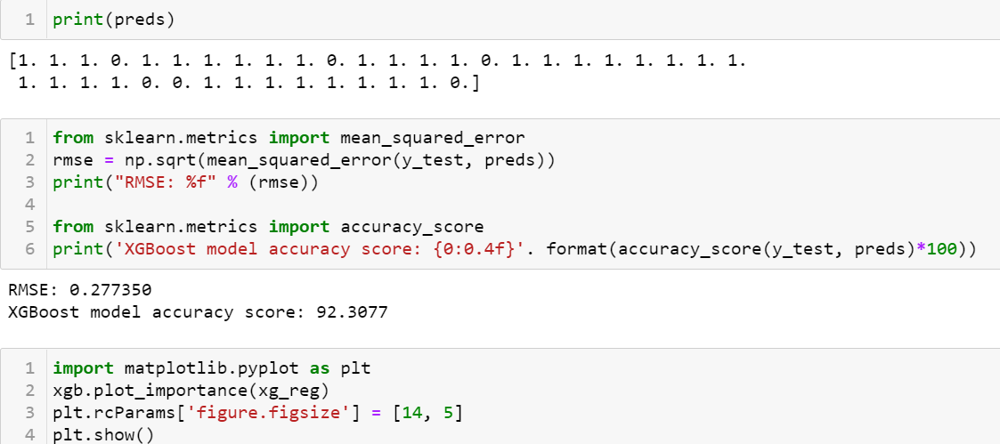 1 print(preds)
[1. 1. 1. 0. 1. 1. 1. 1. 1. 1. 0. 1. 1. 1. 1. 0. 1. 1. 1. 1. 1. 1. 1. 1.
1. 1. 1. 1. 0. 0. 1. 1. 1. 1. 1. 1. 1. 1. 0.]
1 from sklearn.metrics import mean_squared_error
2 rmse = np.sqrt(mean_squared_error(y_test, preds))
3 print("RMSE: %f" % (rmse))
4
5 from sklearn.metrics import accuracy_score
6 print('XGBoost model accuracy score: {0:0.4f}'. format(accuracy_score(y_test, preds)*100))
RMSE: 0.277350
XGBoost model accuracy score: 92.3077
1 import matplotlib.pyplot as plt
2 xgb.plot_importance(xg_reg)
3 plt.rcParams['figure.figsize'] = [14, 5]
4 plt.show()